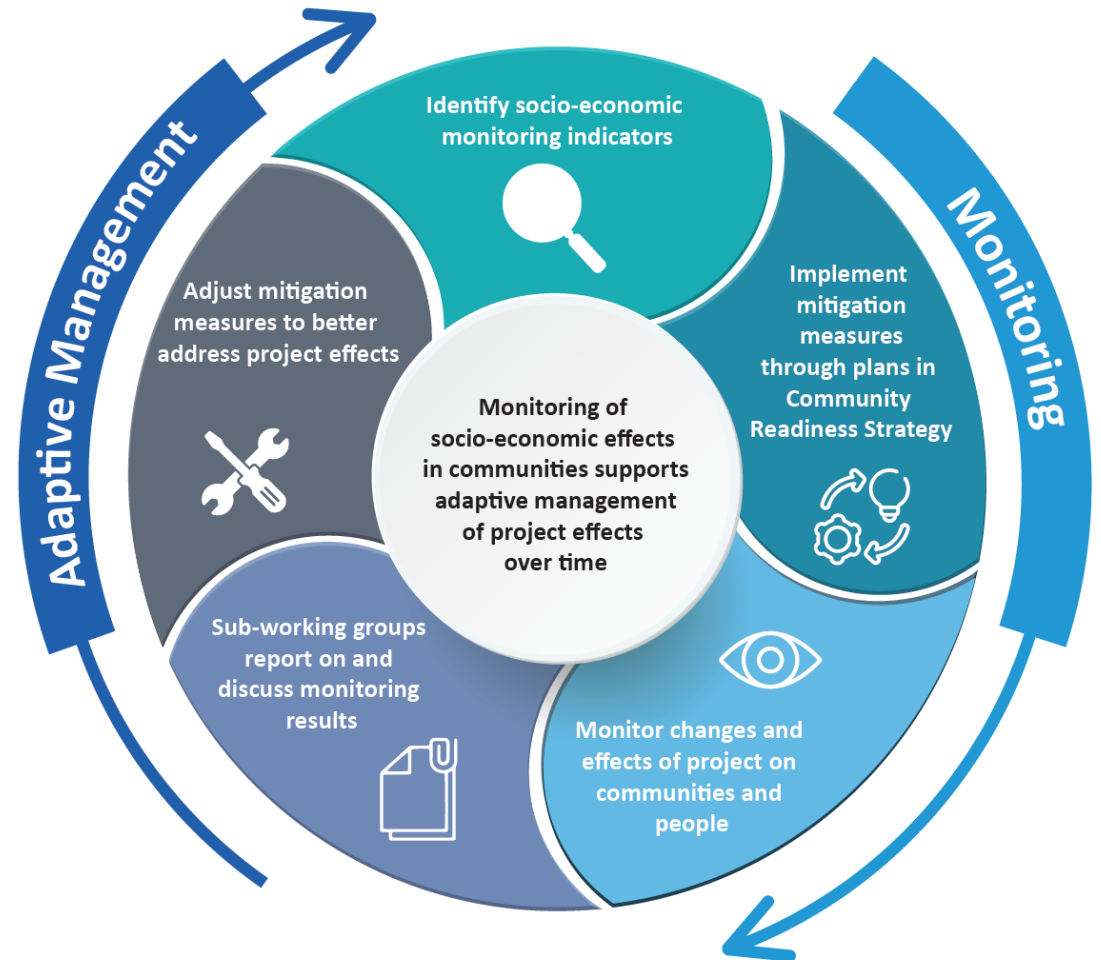 Identify socio-economic
monitoring indicators
Implement
mitigation
measures
through plans in
Community
Readiness Strategy
Monitor changes and
effects of project on
communities and
people
Sub-working groups
report on and
discuss monitoring
results
Adjust mitigation
measures to better
address project effects
Monitoring of
socio-economic effects
in communities supports
adaptive management
of project effects
over time
Monitoring
Adaptive Management